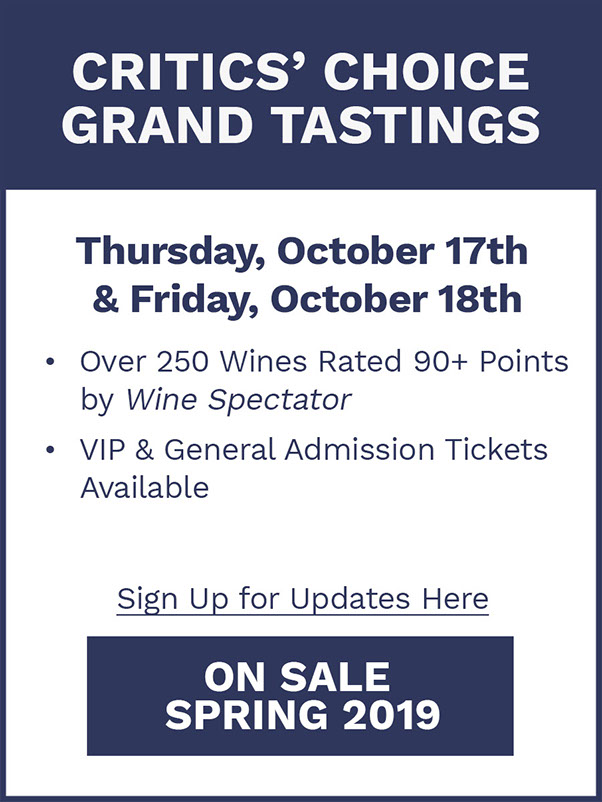 CRITICS’ CHOICE
GRAND TASTINGS
Thursday, October 17th
& Friday, October 18th
• Over 250 Wines Rated 90+ Points
by Wine Spectator
• VIP & General Admission Tickets
Available
Sign Up for Updates Here
ON SALE
SPRING 2019